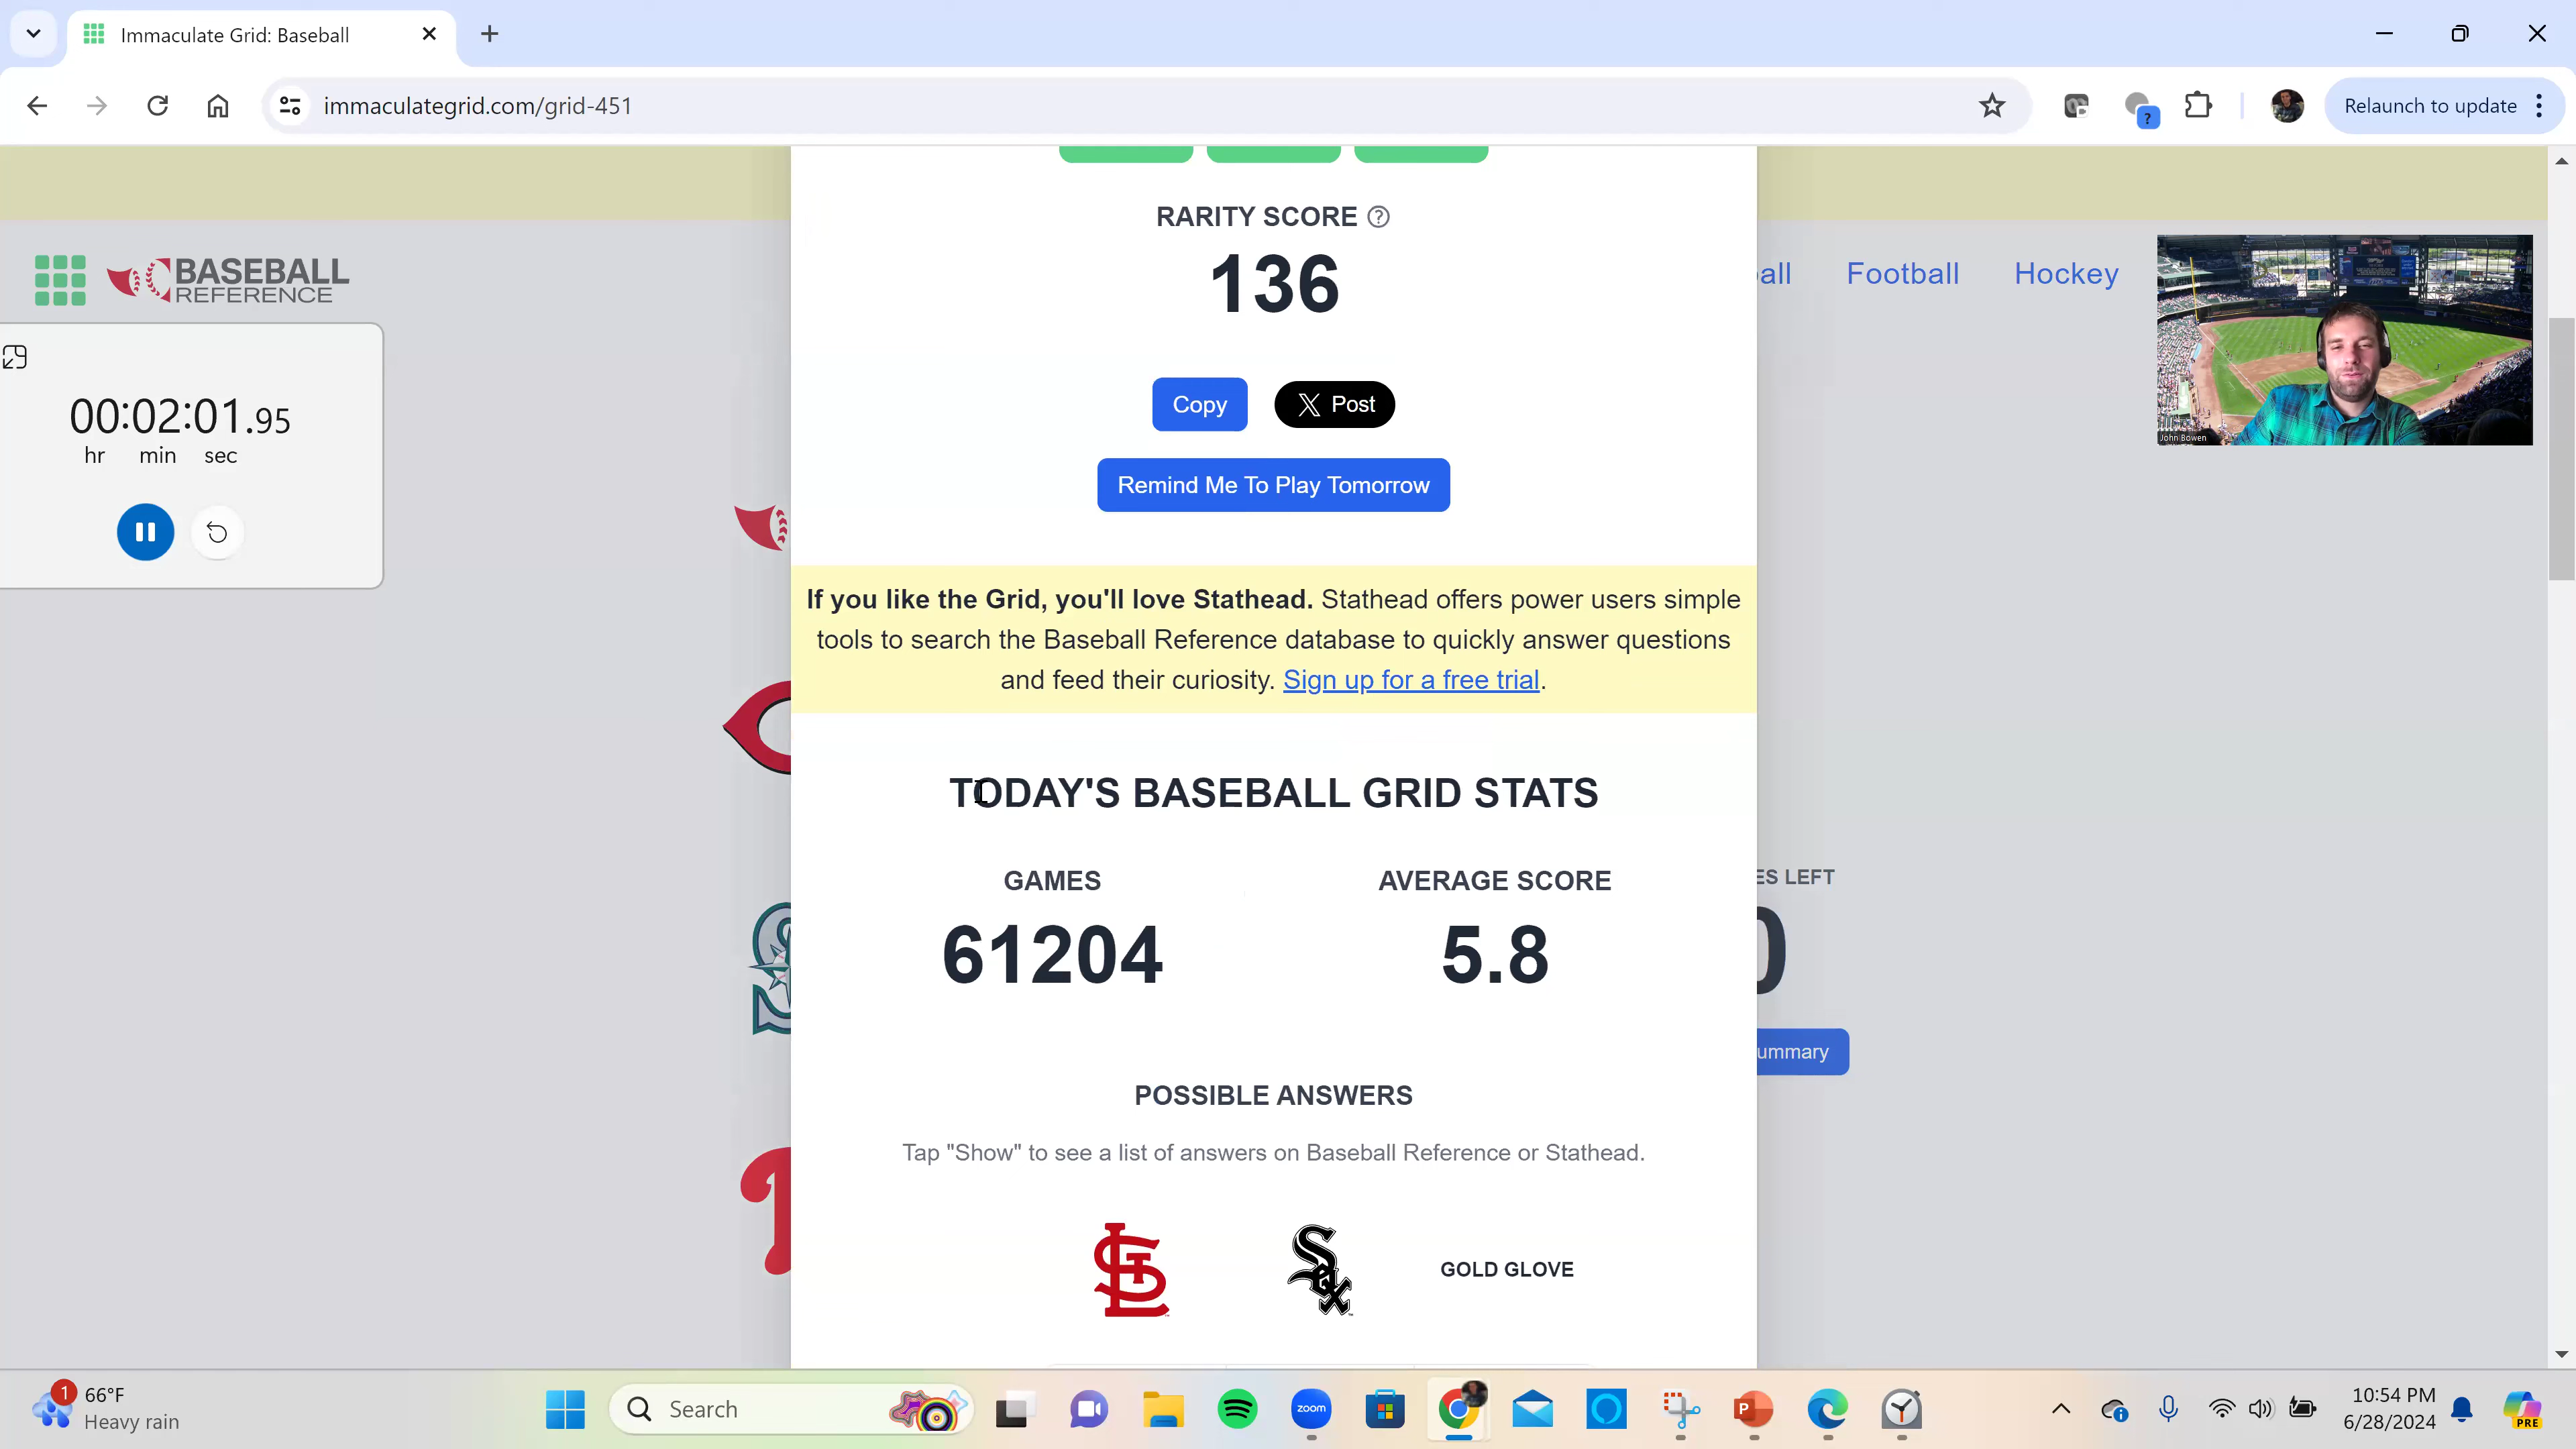 Immaculate Grid: Baseball
immaculategrid.com/grid-451
Relaunch to update
?
BASEBALL
REFERENCE
all
Football
Hockey
RARITY SCORE ?
136
Copy
X Post
Remind Me To Play Tomorrow
00:02:01.95
hr min sec
John Bowen
If you like the Grid, you'll love Stathead. Stathead offers power users simple
tools to search the Baseball Reference database to quickly answer questions
and feed their curiosity. Sign up for a free trial.
TODAY'S BASEBALL GRID STATS
GAMES
AVERAGE SCORE
61204
5.8
ES LEFT
0
ummary
POSSIBLE ANSWERS
Tap "Show" to see a list of answers on Baseball Reference or Stathead.
STL
Sox
GOLD GLOVE
1
66°F
Heavy rain
Search
zoom
P
10:54 PM
6/28/2024
PRE